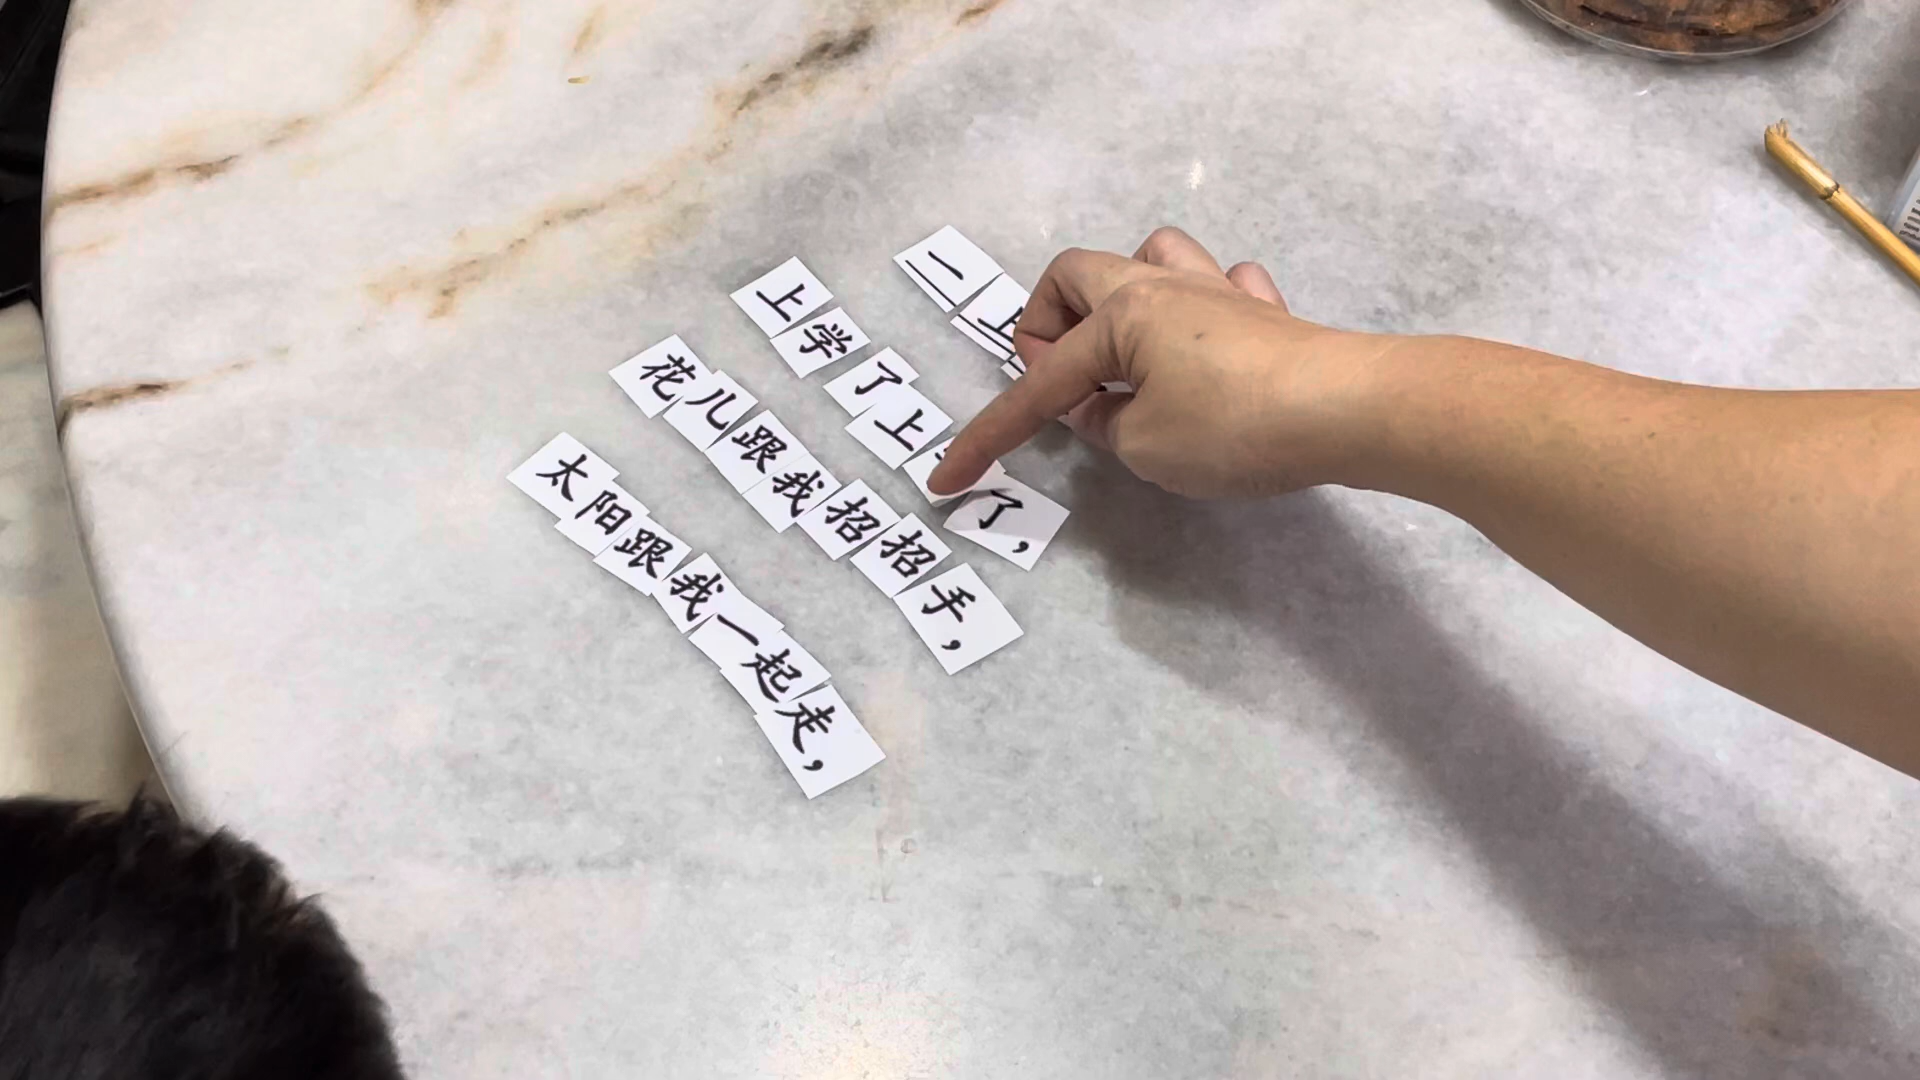 一上
上学了上了，
花儿跟我招招手，
太阳跟我一起走，